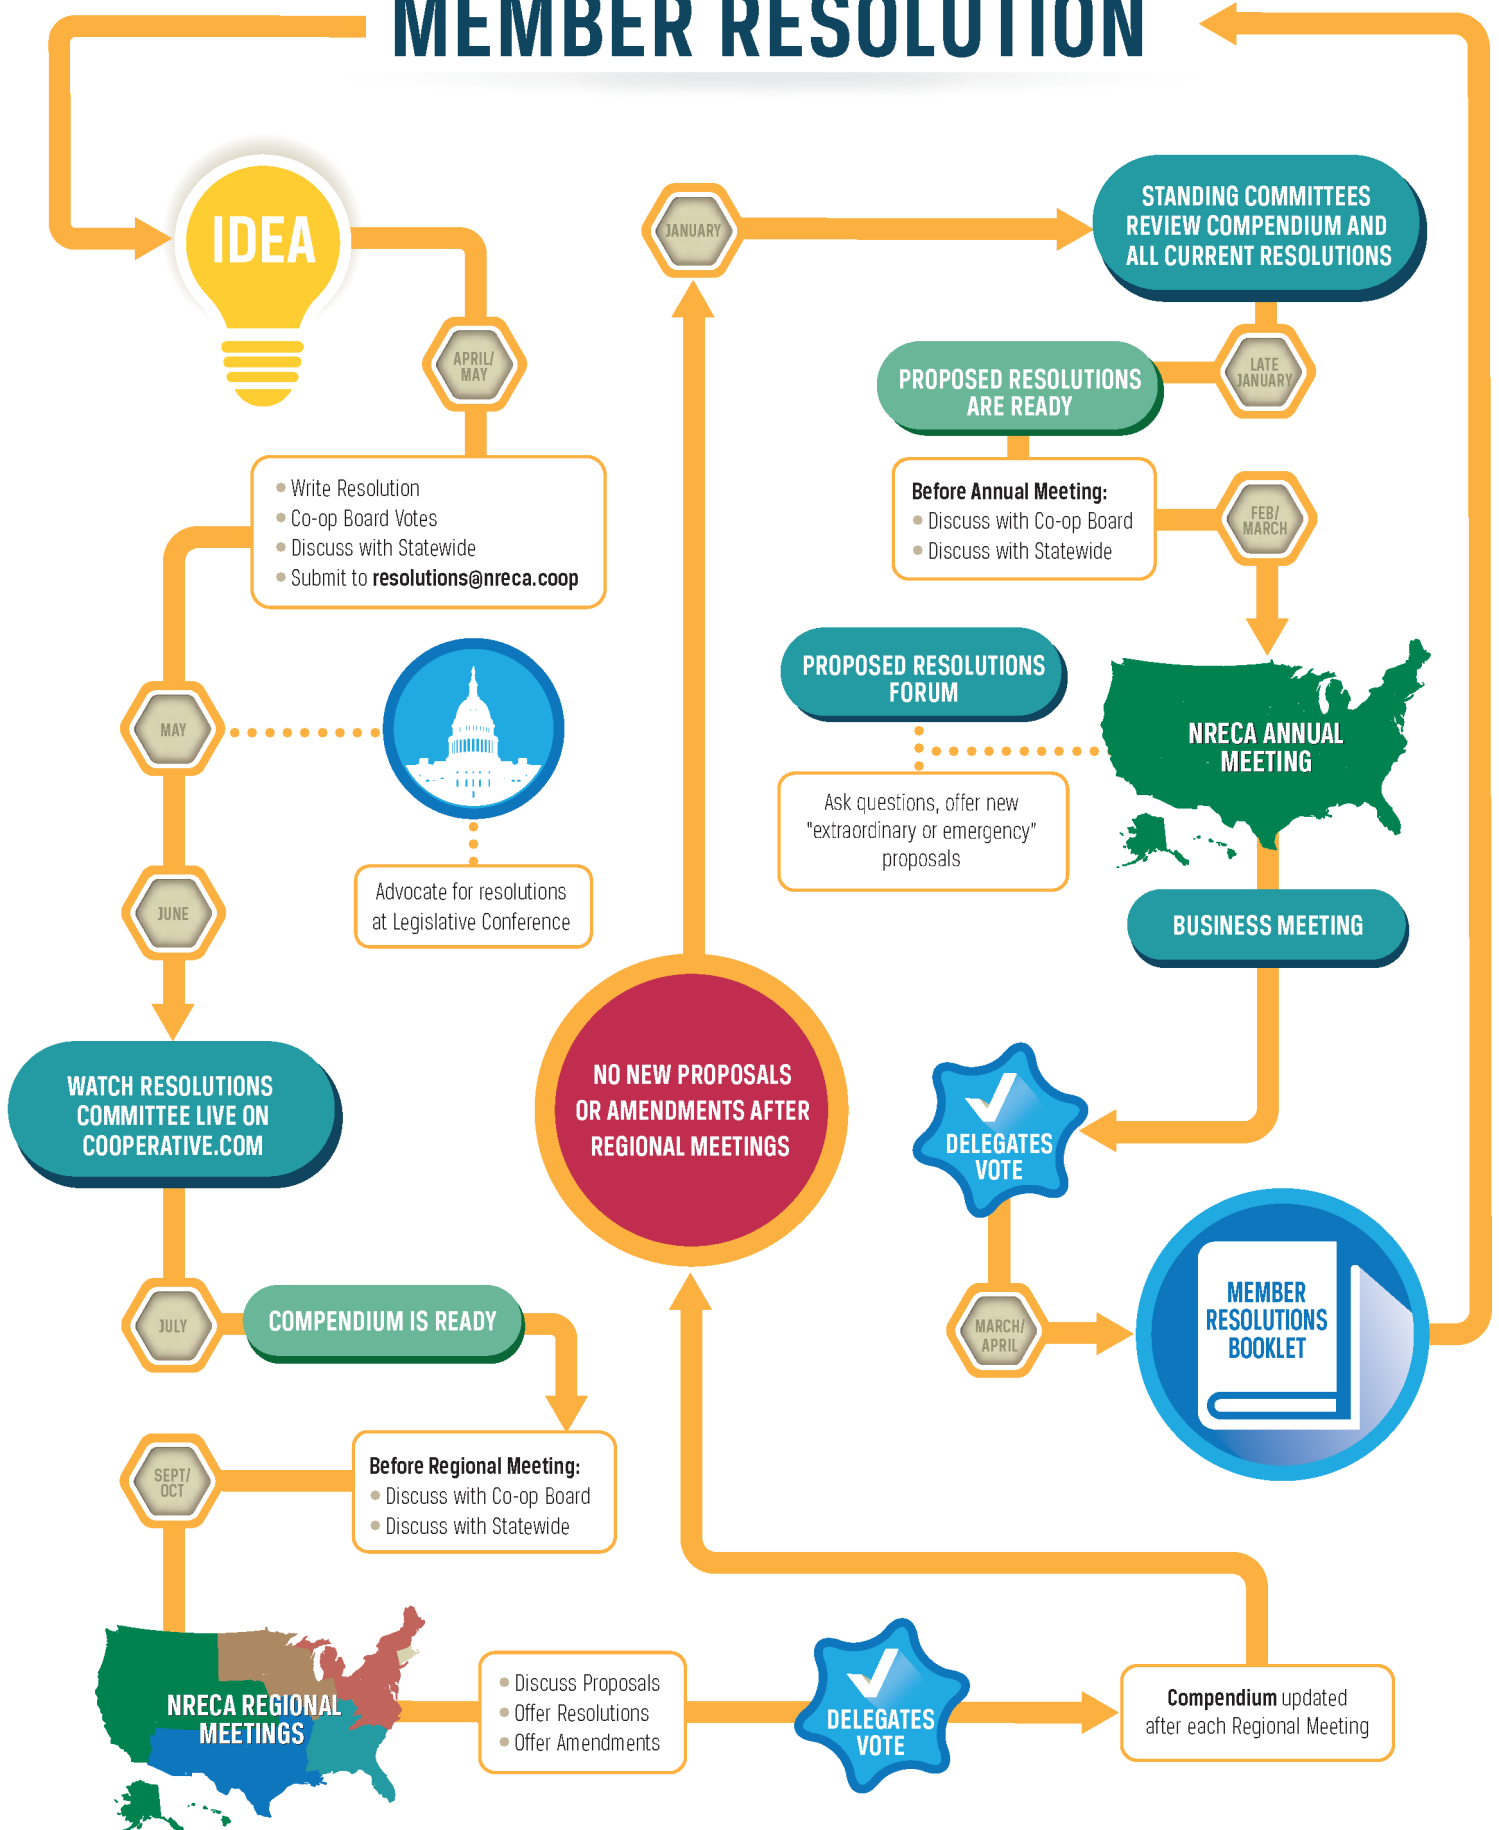 MEMBER RESOLUTION
IDEA
APRIL/
MAY
• Write Resolution
• Co-op Board Votes
• Discuss with Statewide
• Submit to resolutions@nreca.coop
MAY
Advocate for resolutions
at Legislative Conference
JUNE
WATCH RESOLUTIONS
COMMITTEE LIVE ON
COOPERATIVE.COM
JULY
COMPENDIUM IS READY
Before Regional Meeting:
• Discuss with Co-op Board
• Discuss with Statewide
SEPT/
OCT
NRECA REGIONAL
MEETINGS
• Discuss Proposals
• Offer Resolutions
• Offer Amendments
DELEGATES
VOTE
Compendium updated
after each Regional Meeting
NO NEW PROPOSALS
OR AMENDMENTS AFTER
REGIONAL MEETINGS
JANUARY
STANDING COMMITTEES
REVIEW COMPENDIUM AND
ALL CURRENT RESOLUTIONS
LATE
JANUARY
PROPOSED RESOLUTIONS
ARE READY
Before Annual Meeting:
• Discuss with Co-op Board
• Discuss with Statewide
FEB/
MARCH
NRECA ANNUAL
MEETING
PROPOSED RESOLUTIONS
FORUM
Ask questions, offer new
"extraordinary or emergency"
proposals
BUSINESS MEETING
DELEGATES
VOTE
MARCH/
APRIL
MEMBER
RESOLUTIONS
BOOKLET